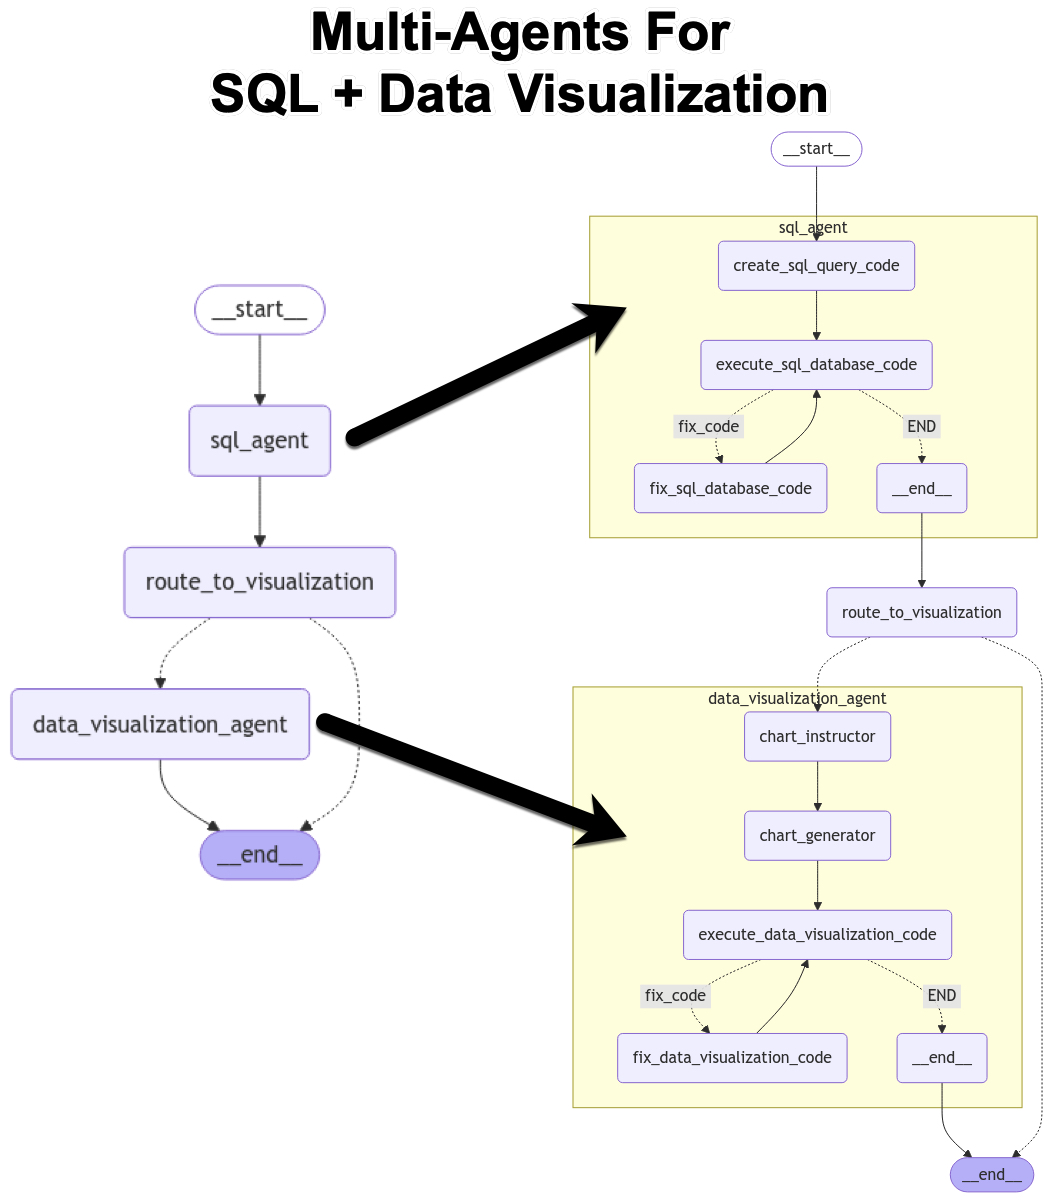 Multi-Agents For
SQL + Data Visualization
__start__
sql_agent
route_to_visualization
data_visualization_agent
__end__
__start__
sql_agent
create_sql_query_code
execute_sql_database_code
fix_code
END
fix_sql_database_code
__end__
route_to_visualization
data_visualization_agent
chart_instructor
chart_generator
execute_data_visualization_code
fix_code
END
fix_data_visualization_code
__end__
__end__